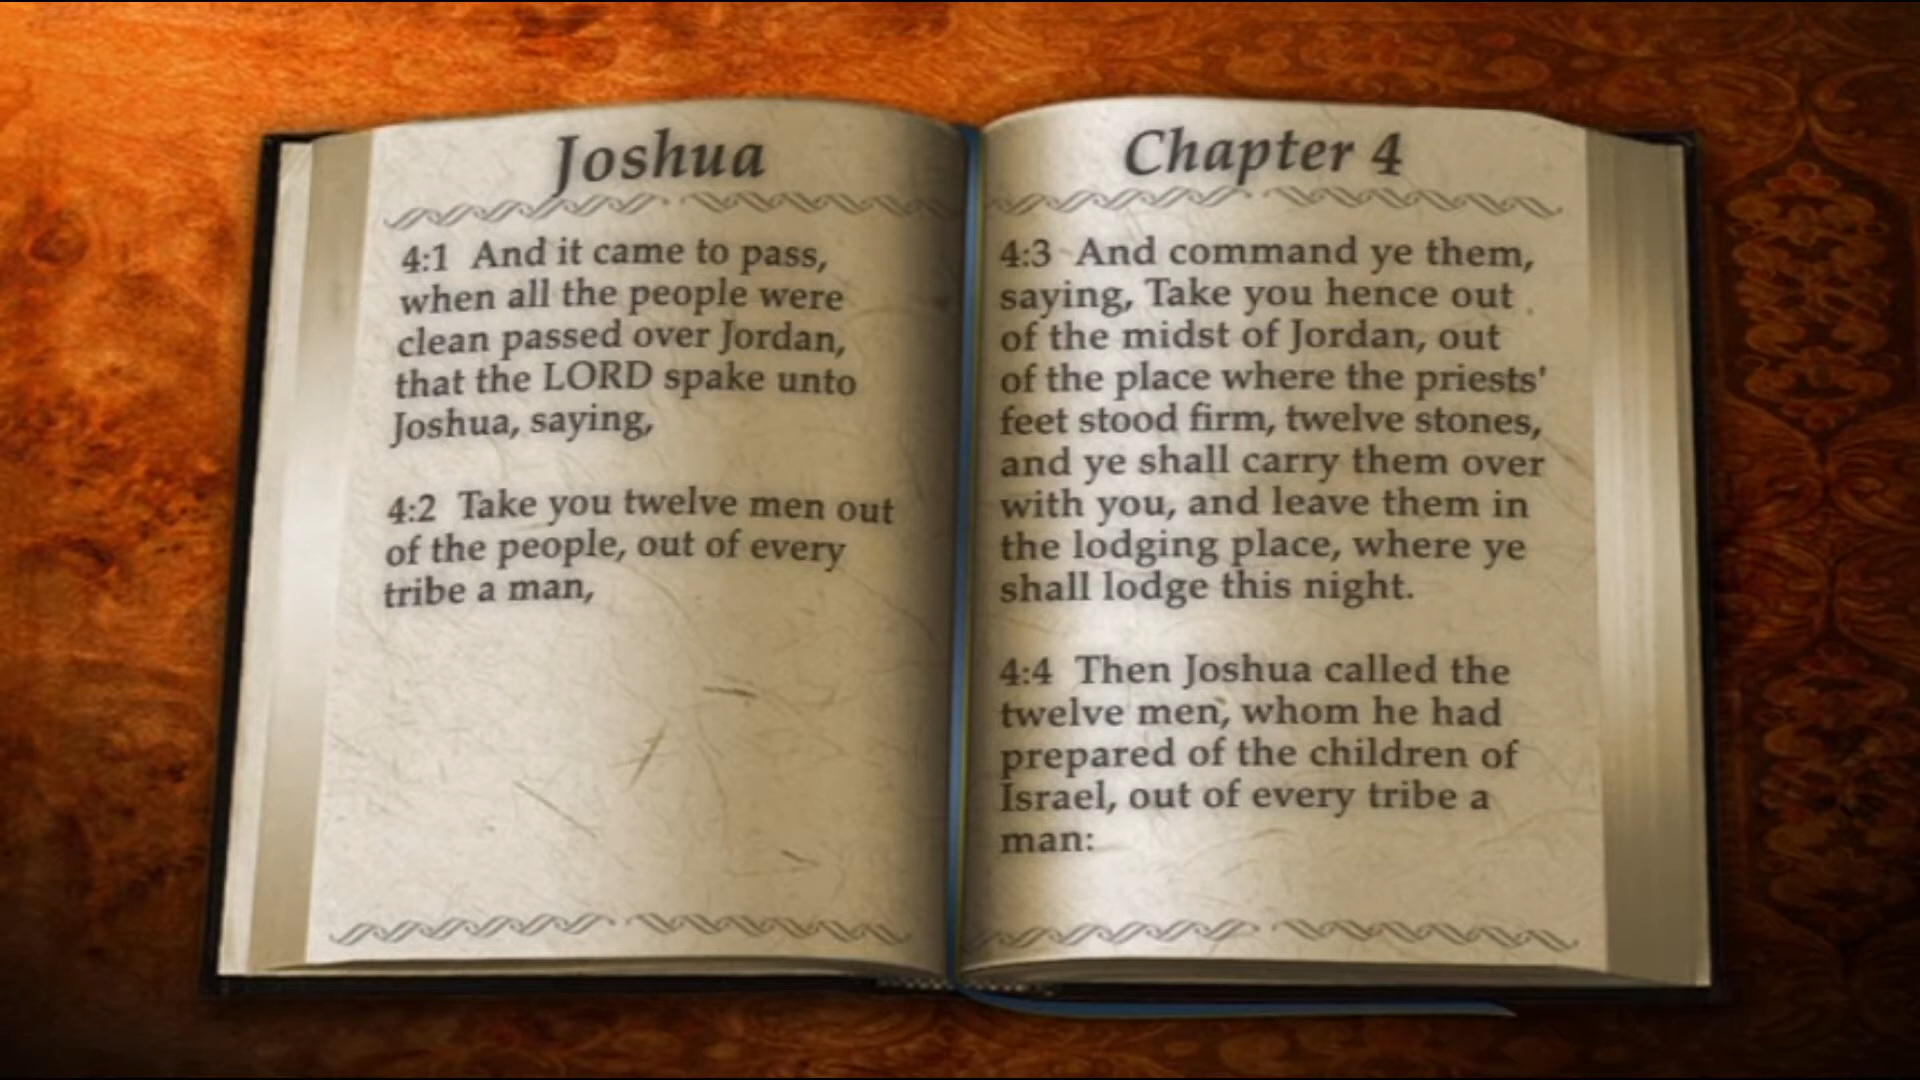 Joshua
4:1 And it came to pass,
when all the people were
clean passed over Jordan,
that the LORD spake unto
Joshua, saying,
4:2 Take you twelve men out
of the people, out of every
tribe a man,
Chapter 4
4:3 And command ye them,
saying, Take you hence out
of the midst of Jordan, out
of the place where the priests'
feet stood firm, twelve stones,
and ye shall carry them over
with you, and leave them in
the lodging place, where ye
shall lodge this night.
4:4 Then Joshua called the
twelve men, whom he had
prepared of the children of
Israel, out of every tribe a
man: